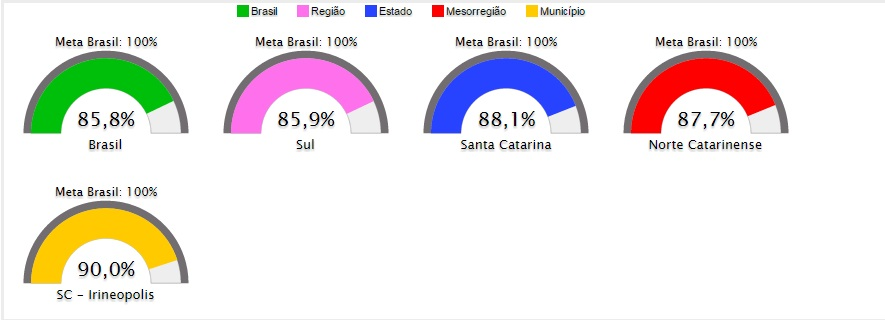 Brasil Região Estado Mesorregião Município
Meta Brasil: 100% Meta Brasil: 100% Meta Brasil: 100% Meta Brasil: 100%
85,8% 85,9% 88,1% 87,7%
Brasil Sul Santa Catarina Norte Catarinense
Meta Brasil: 100%
90,0%
SC - Irineopolis